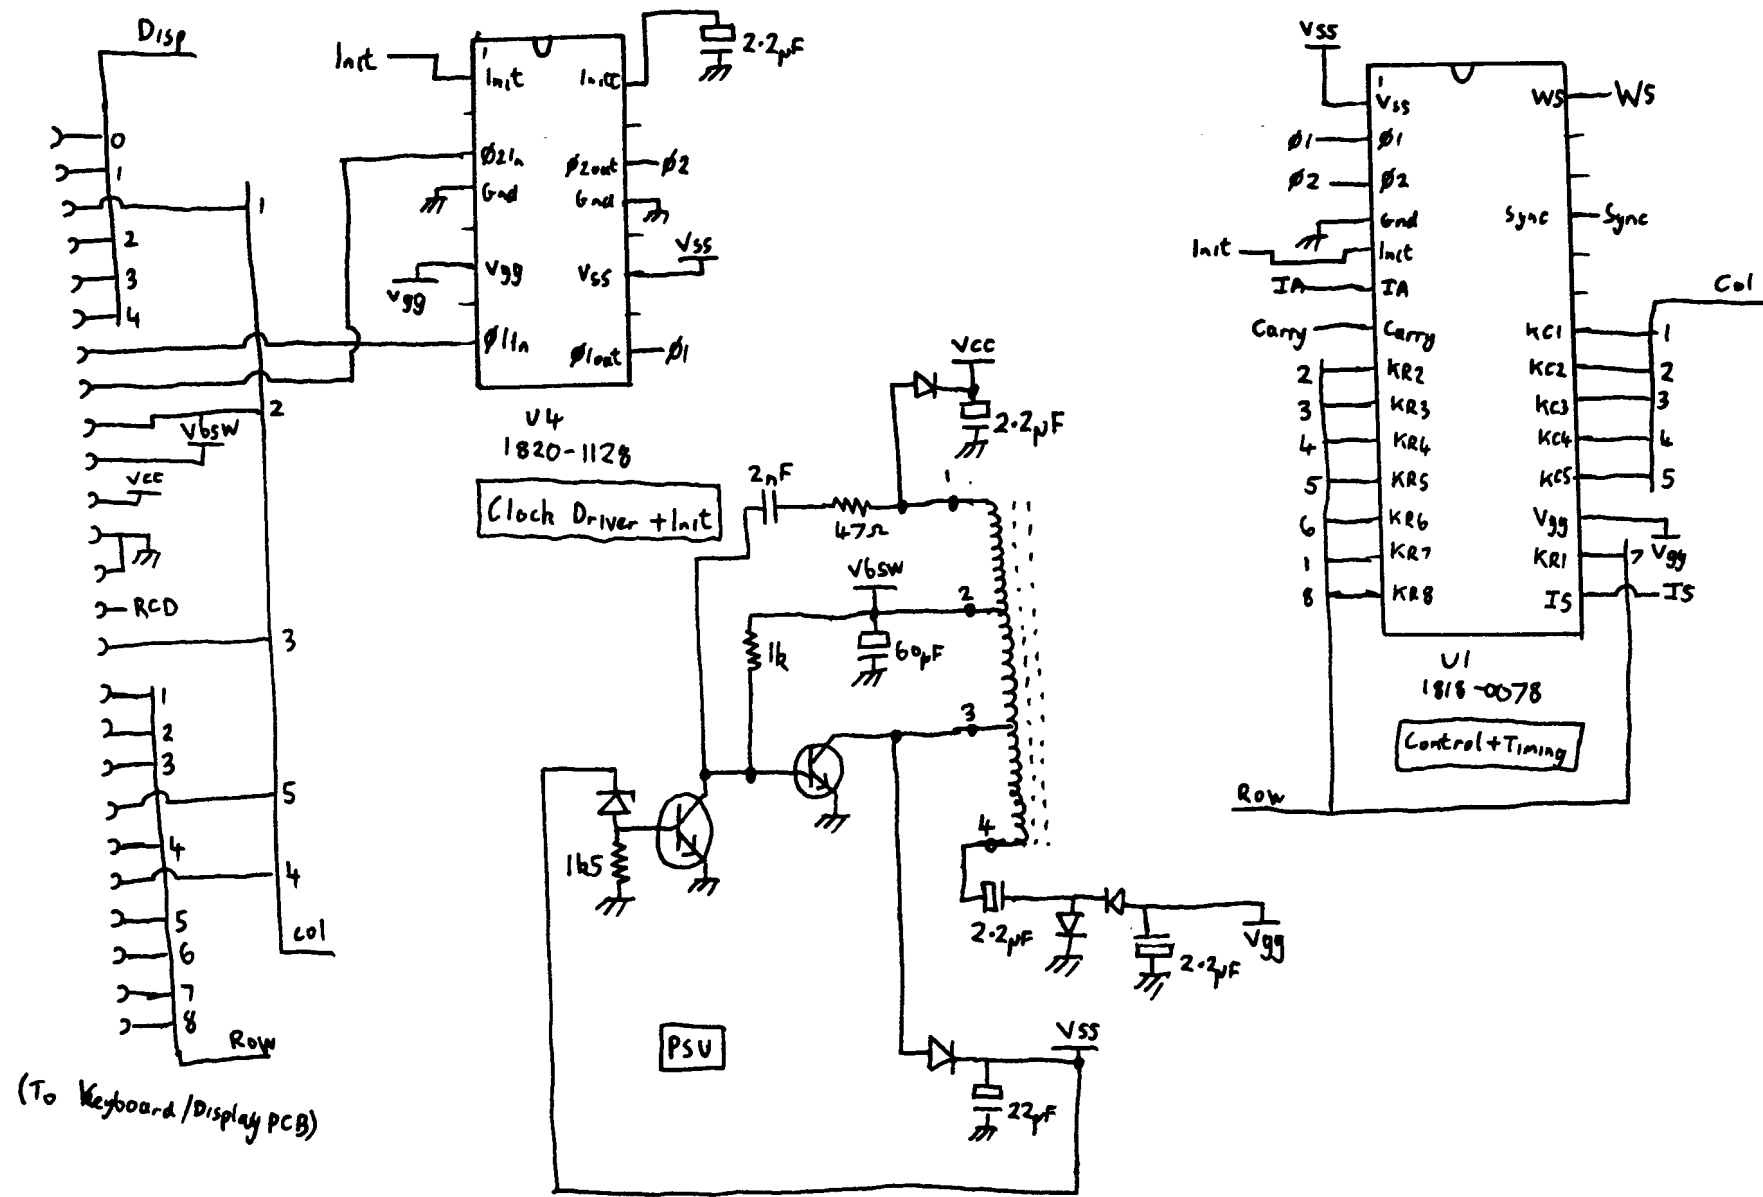 Disp
0
1
1
2
3
4
2
VbSW
Vcc
RCD
3
1
2
3
5
4
4
5
6
7
8
Col
Row
(To Keyboard/Display PCB)
Init
1
Init
Init
2.2µF
Ø2In
Ø2out
Ø2
Gnd
Gnd
Vgg
Vgg
Vss
Vss
Ø1In
Ø1out
Ø1
U4
1820-1128
Clock Driver + Init
Vcc
2.2µF
2nF
47Ω
1
VbSW
2
1k
60µF
3
1k5
4
2.2µF
2.2µF
Vgg
PSU
Vss
22µF
Vss
1
Vss
WS
WS
Ø1
Ø1
Ø2
Ø2
Gnd
Sync
Sync
Init
Init
IA
IA
Col
Carry
Carry
KC1
1
2
KR2
KC2
2
3
KR3
KC3
3
4
KR4
KC4
4
5
KR5
KC5
5
6
KR6
Vgg
Vgg
1
KR7
KR1
7
8
KR8
IS
IS
U1
1818-0078
Control + Timing
Row